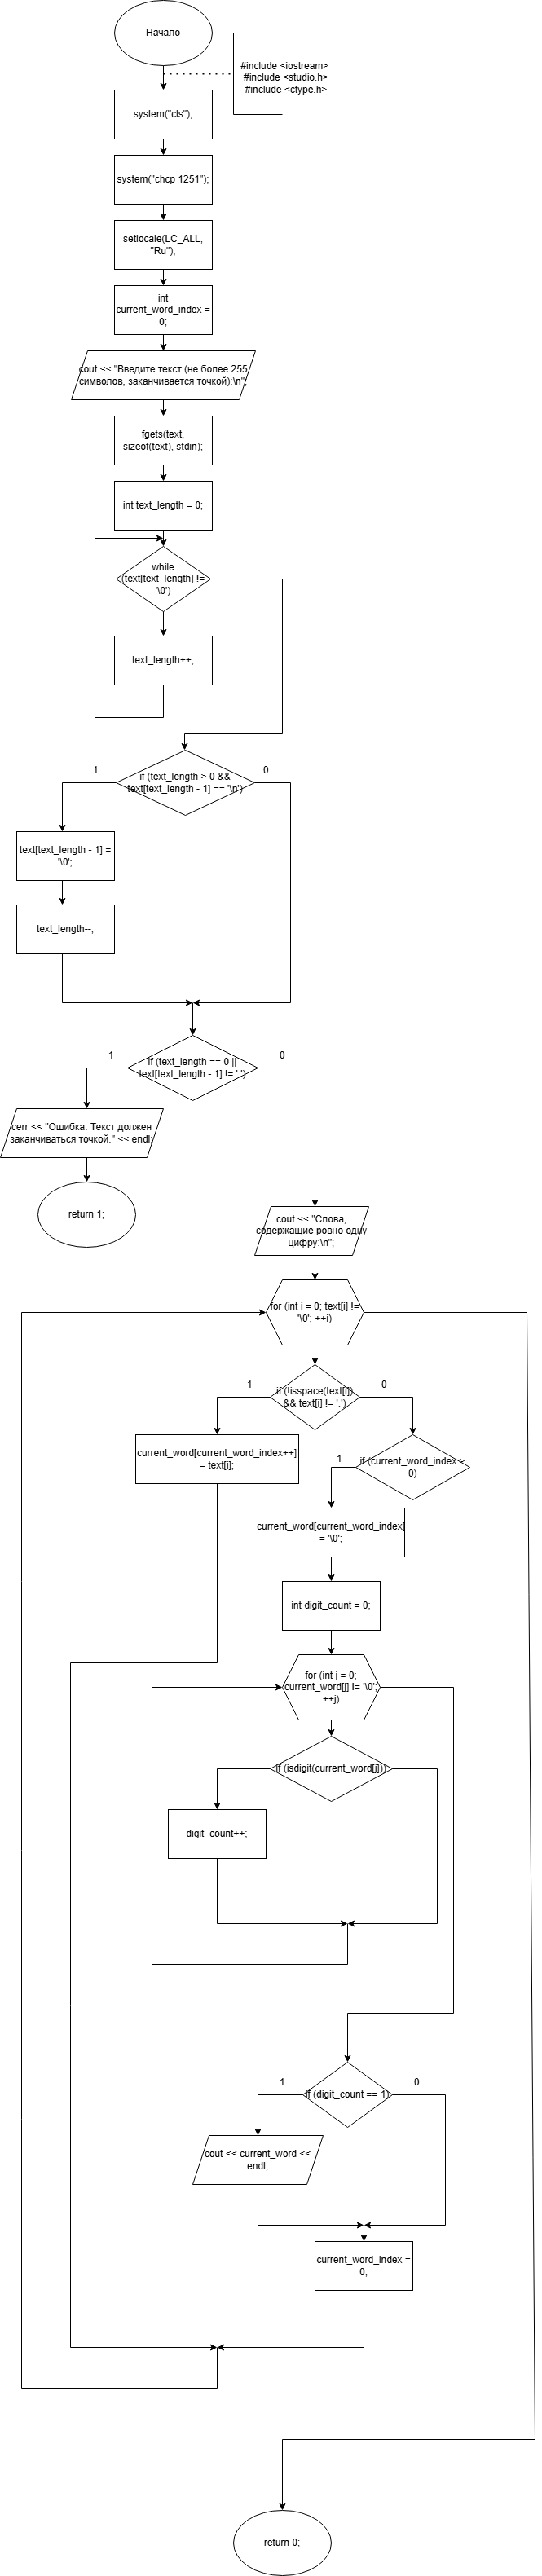 Начало
#include <iostream>
#include <studio.h>
#include <ctype.h>
system("cls");
system("chcp 1251");
setlocale(LC_ALL,
"Ru");
int
current_word_index =
0;
cout << "Введите текст (не более 255
символов, заканчивается точкой):\n";
fgets(text,
sizeof(text), stdin);
int text_length = 0;
while
(text[text_length] !=
'\0')
text_length++;
if (text_length > 0 &&
text[text_length - 1] == '\n')
1
0
text[text_length - 1] =
'\0';
text_length--;
if (text_length == 0 ||
text[text_length - 1] != '.')
1
0
cerr << "Ошибка: Текст должен
заканчиваться точкой." << endl;
return 1;
cout << "Слова,
содержащие ровно одну
цифру:\n";
for (int i = 0; text[i] !=
'\0'; ++i)
if (!isspace(text[i])
&& text[i] != '.')
1
0
current_word[current_word_index++]
= text[i];
if (current_word_index >
0)
1
current_word[current_word_index]
= '\0';
int digit_count = 0;
for (int j = 0;
current_word[j] != '\0';
++j)
if (isdigit(current_word[j]))
digit_count++;
if (digit_count == 1)
1
0
cout << current_word <<
endl;
current_word_index =
0;
return 0;